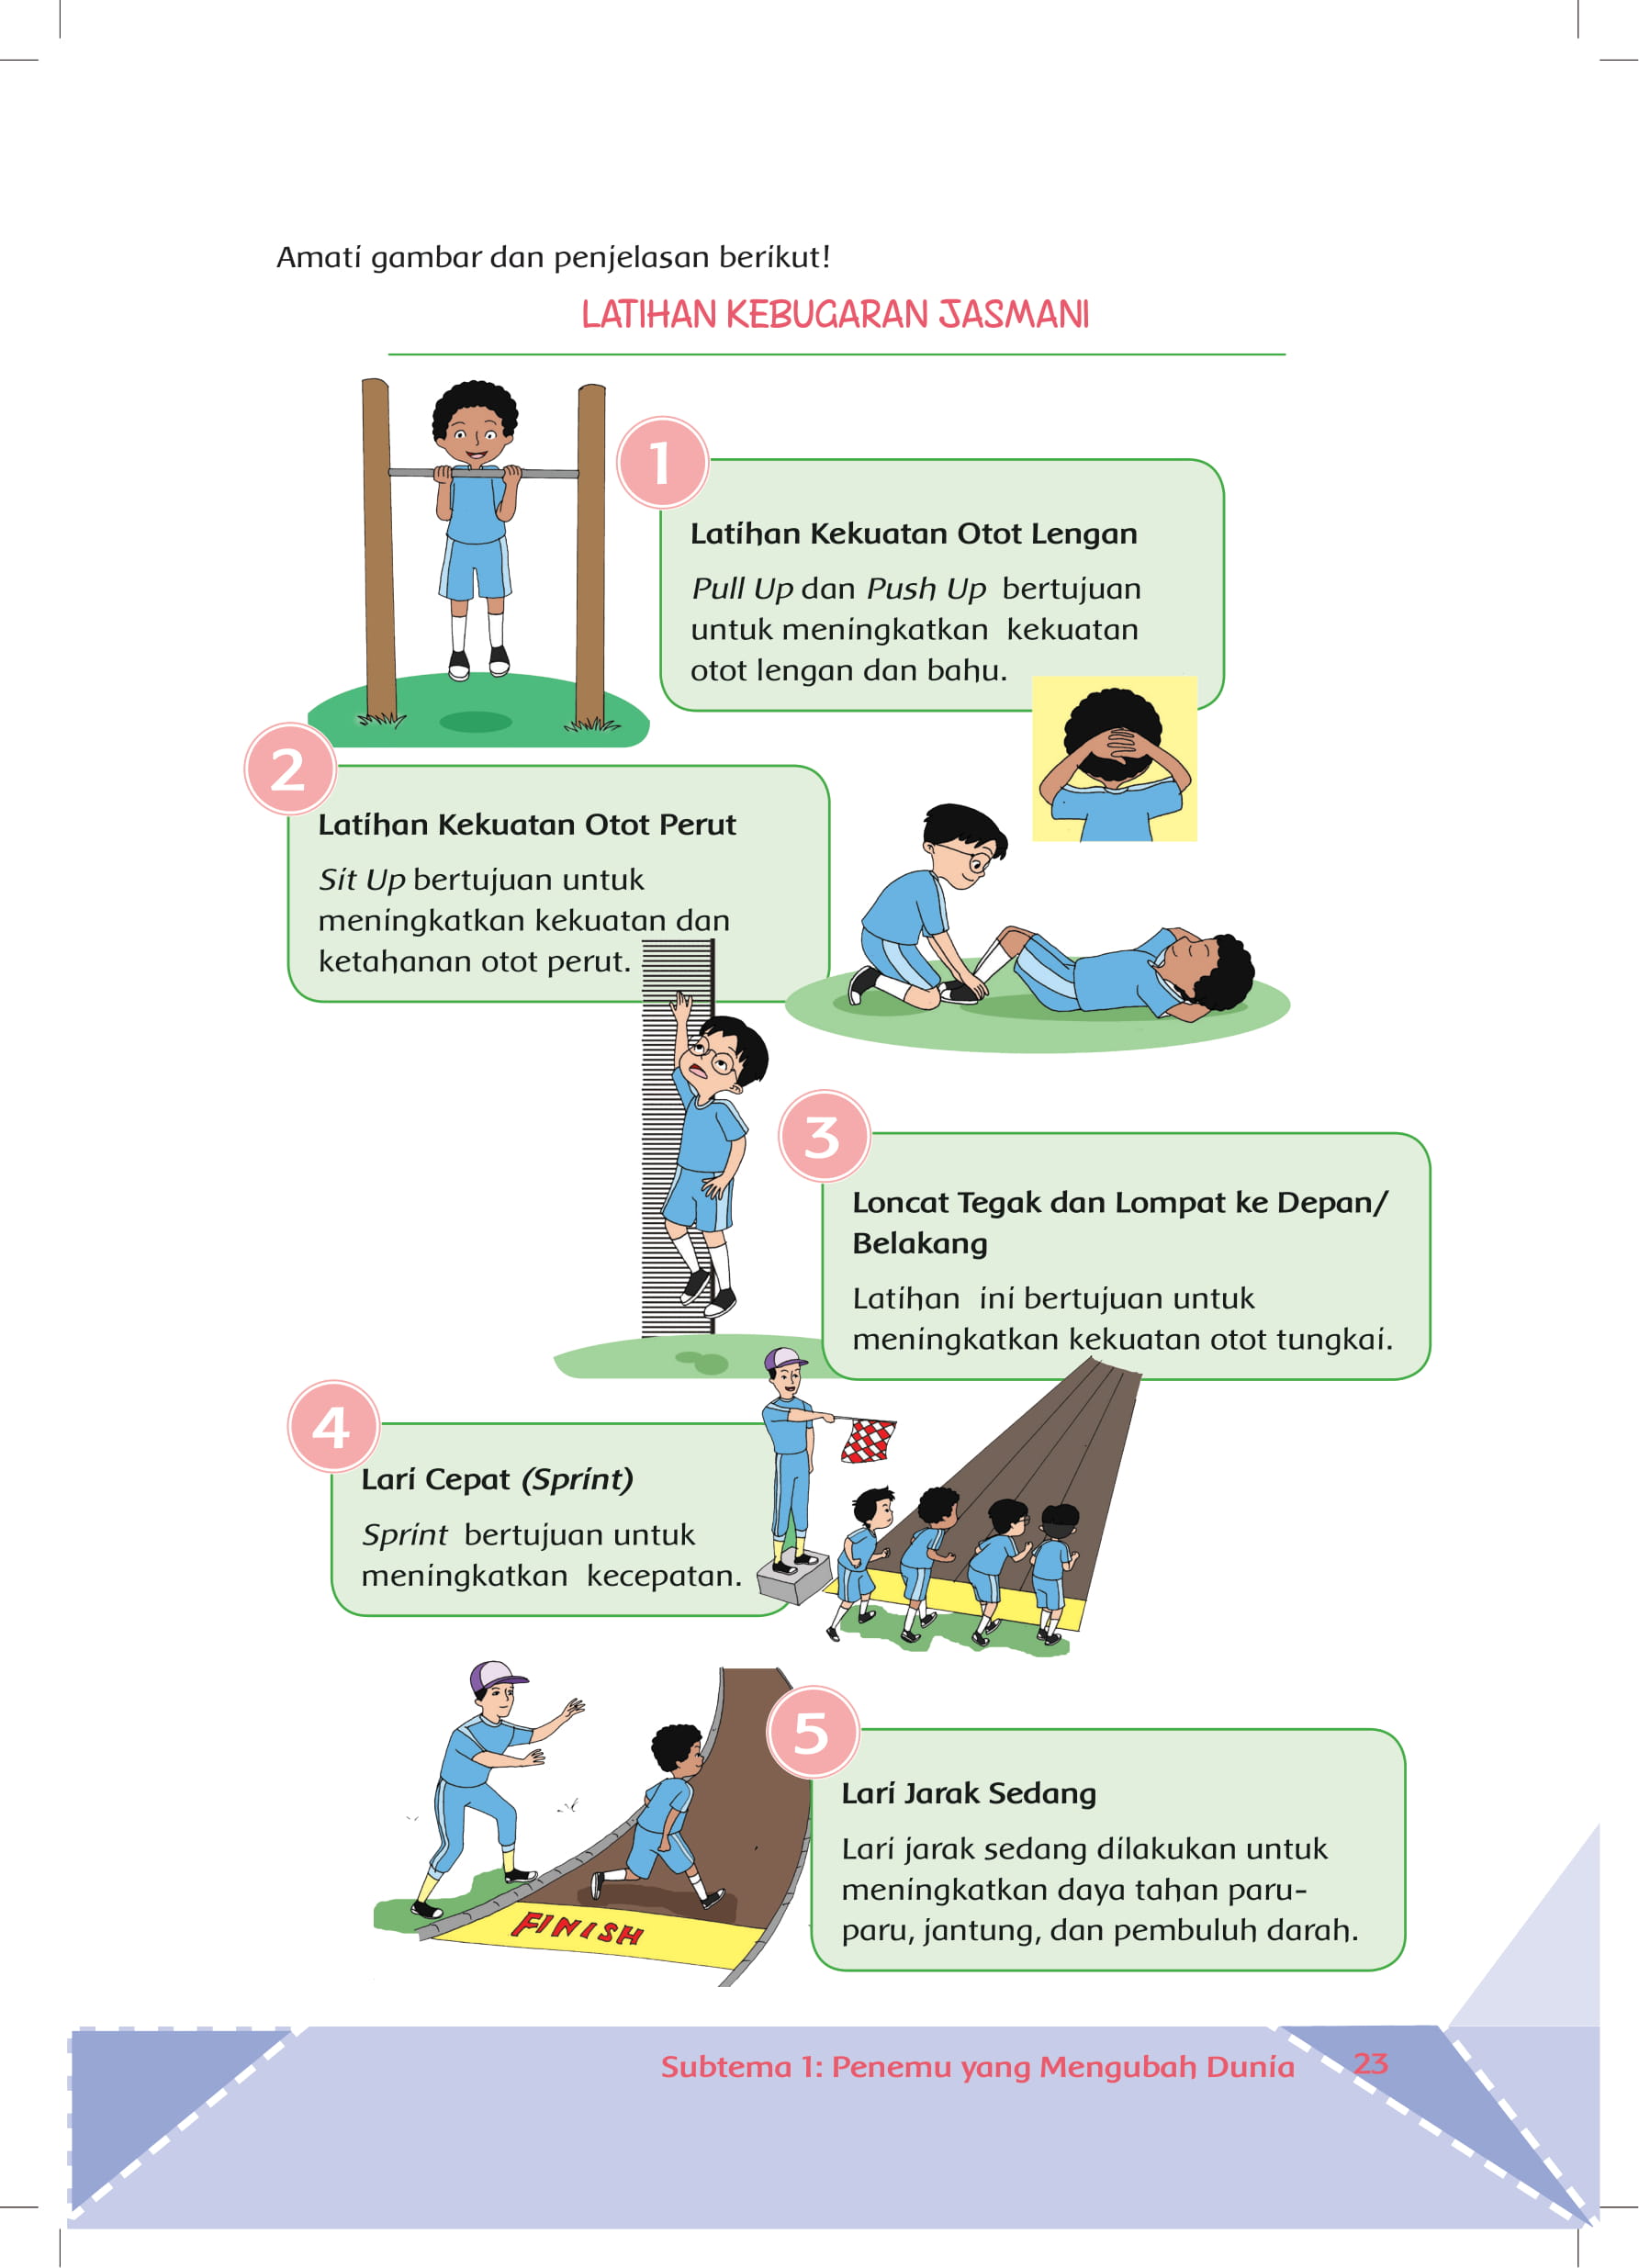 Amati gambar dan penjelasan berikut!
LATIHAN KEBUGARAN JASMANI
1
Latihan Kekuatan Otot Lengan
Pull Up dan Push Up bertujuan
untuk meningkatkan kekuatan
otot lengan dan bahu.
2
Latihan Kekuatan Otot Perut
Sit Up bertujuan untuk
meningkatkan kekuatan dan
ketahanan otot perut.
3
Loncat Tegak dan Lompat ke Depan/
Belakang
Latihan ini bertujuan untuk
meningkatkan kekuatan otot tungkai.
4
Lari Cepat (Sprint)
Sprint bertujuan untuk
meningkatkan kecepatan.
5
Lari Jarak Sedang
Lari jarak sedang dilakukan untuk
meningkatkan daya tahan paru-
paru, jantung, dan pembuluh darah.
FINISH
Subtema 1: Penemu yang Mengubah Dunia 23